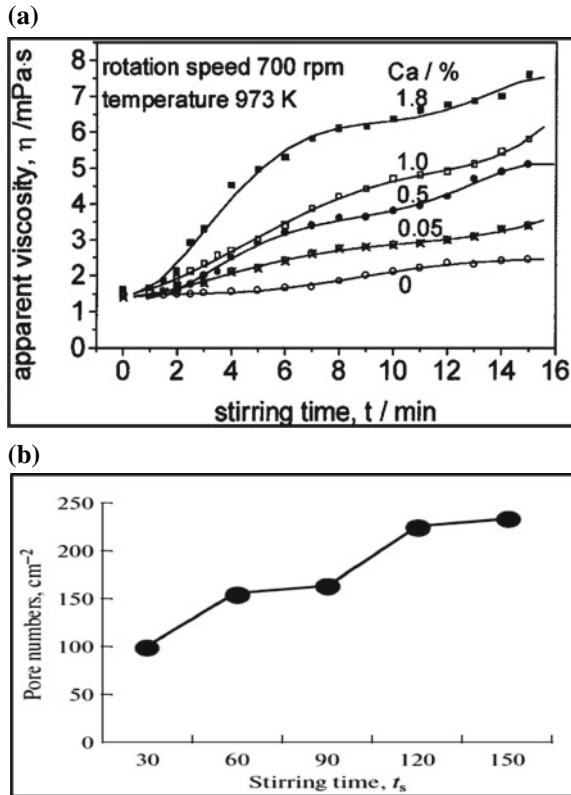 (a)
rotation speed 700 rpm
temperature 973 K
Ca / %
1.8
1.0
0.5
0.05
0
8
7
6
5
4
3
2
1
0
apparent viscosity, η /mPa·s
0 2 4 6 8 10 12 14 16
stirring time, t / min
(b)
250
200
150
100
50
0
Pore numbers, cm⁻²
30 60 90 120 150
Stirring time, tₛ